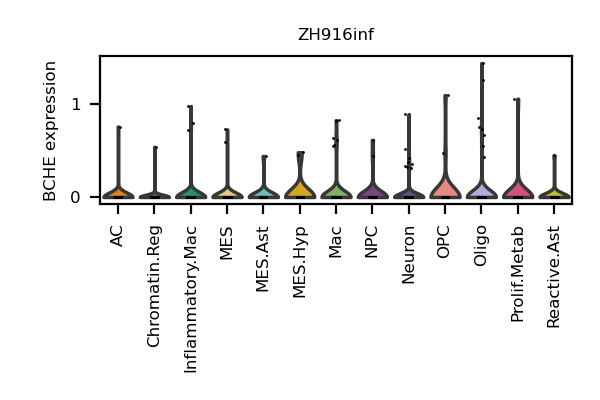 ZH916inf
BCHE expression
1
0
AC
Chromatin.Reg
Inflammatory.Mac
MES
MES.Ast
MES.Hyp
Mac
NPC
Neuron
OPC
Oligo
Prolif.Metab
Reactive.Ast